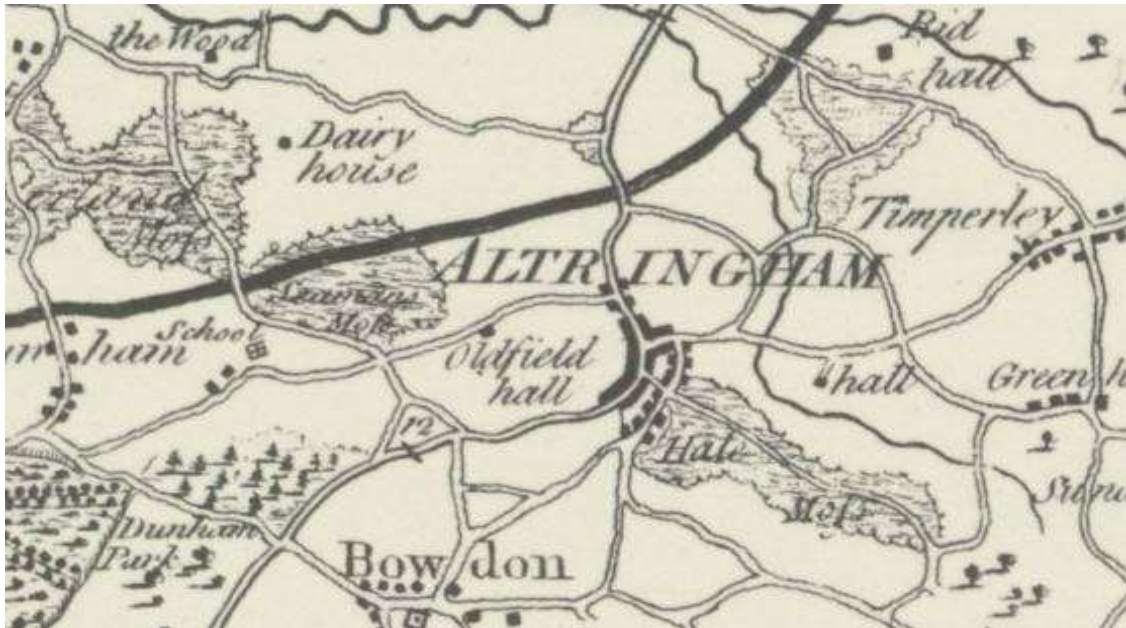 the Wood
Rid
hall
Dairy
house
Moſs
Timperley
ALTRINGHAM
Moſs
School
ham
Oldfield
hall
hall
Green
12
Hale
Moſs
Dunham
Park
Bowdon